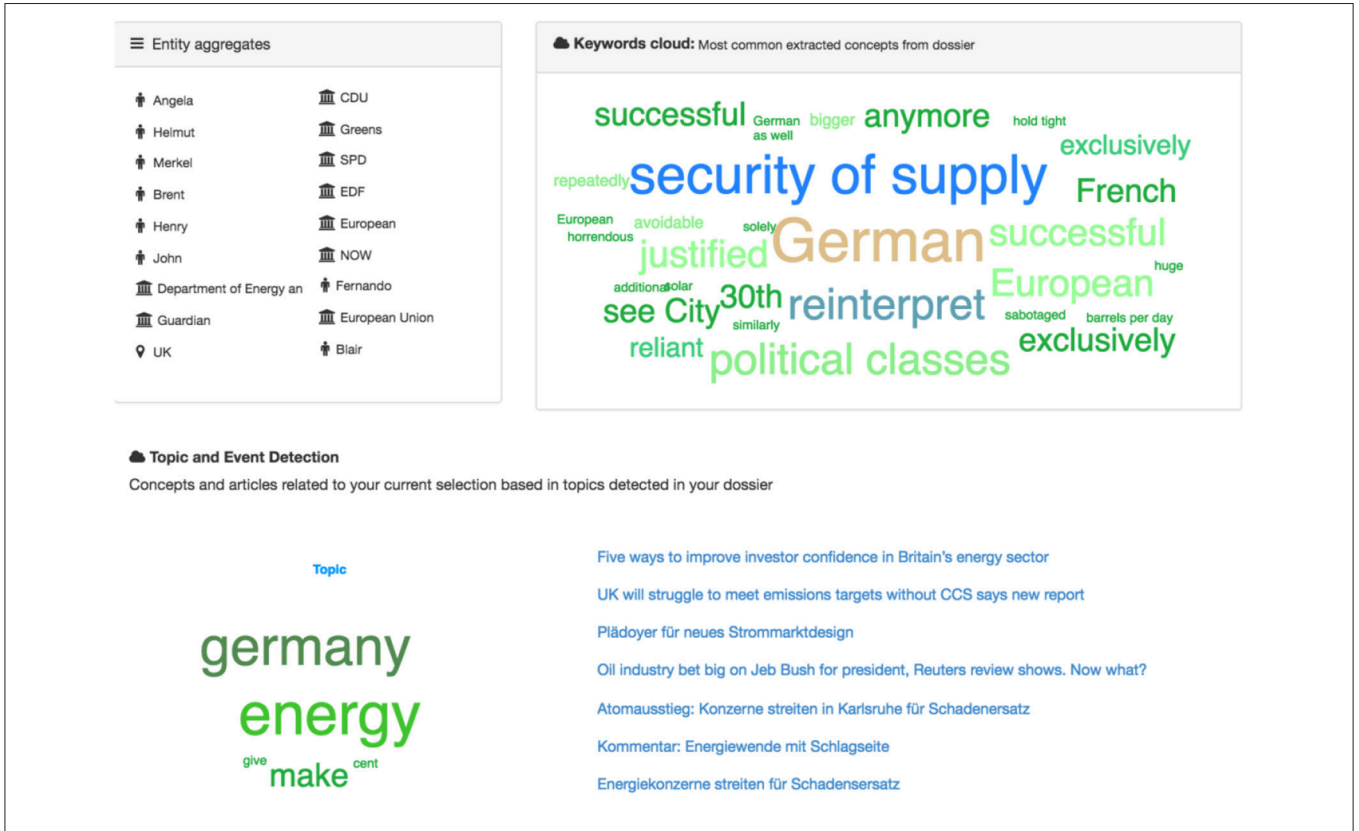 Entity aggregates
Angela
Helmut
Merkel
Brent
Henry
John
Department of Energy an
Guardian
UK
CDU
Greens
SPD
EDF
European
NOW
Fernando
European Union
Blair
Keywords cloud: Most common extracted concepts from dossier
successful
German
as well
bigger
anymore
hold tight
exclusively
repeatedly
security of supply
French
European
horrendous
avoidable
solely
justified
German
successful
huge
additional
solar
European
see City
30th
similarly
reinterpret
sabotaged
barrels per day
reliant
political classes
exclusively
Topic and Event Detection
Concepts and articles related to your current selection based in topics detected in your dossier
Topic
germany
energy
give
make
cent
Five ways to improve investor confidence in Britain's energy sector
UK will struggle to meet emissions targets without CCS says new report
Plädoyer für neues Strommarktdesign
Oil industry bet big on Jeb Bush for president, Reuters review shows. Now what?
Atomausstieg: Konzerne streiten in Karlsruhe für Schadenersatz
Kommentar: Energiewende mit Schlagseite
Energiekonzerne streiten für Schadensersatz